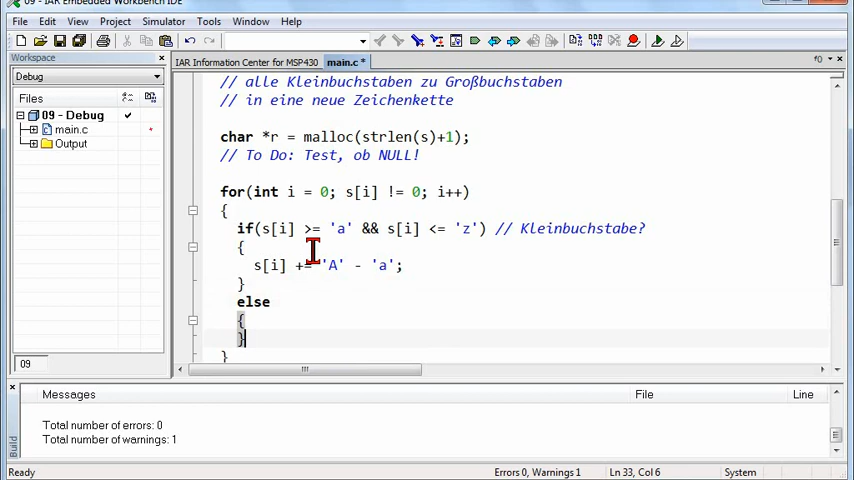 09 - IAR Embedded Workbench IDE
File Edit View Project Simulator Tools Window Help
Workspace
IAR Information Center for MSP430 main.c *
f0
Debug
Files
09 - Debug
main.c
Output
09
// alle Kleinbuchstaben zu Großbuchstaben
// in eine neue Zeichenkette
char *r = malloc(strlen(s)+1);
// To Do: Test, ob NULL!
for(int i = 0; s[i] != 0; i++)
{
if(s[i] >= 'a' && s[i] <= 'z') // Kleinbuchstabe?
{
s[i] += 'A' - 'a';
}
else
{
}
}
Messages File Line
Total number of errors: 0
Total number of warnings: 1
Build
Ready Errors 0, Warnings 1 Ln 33, Col 6 System